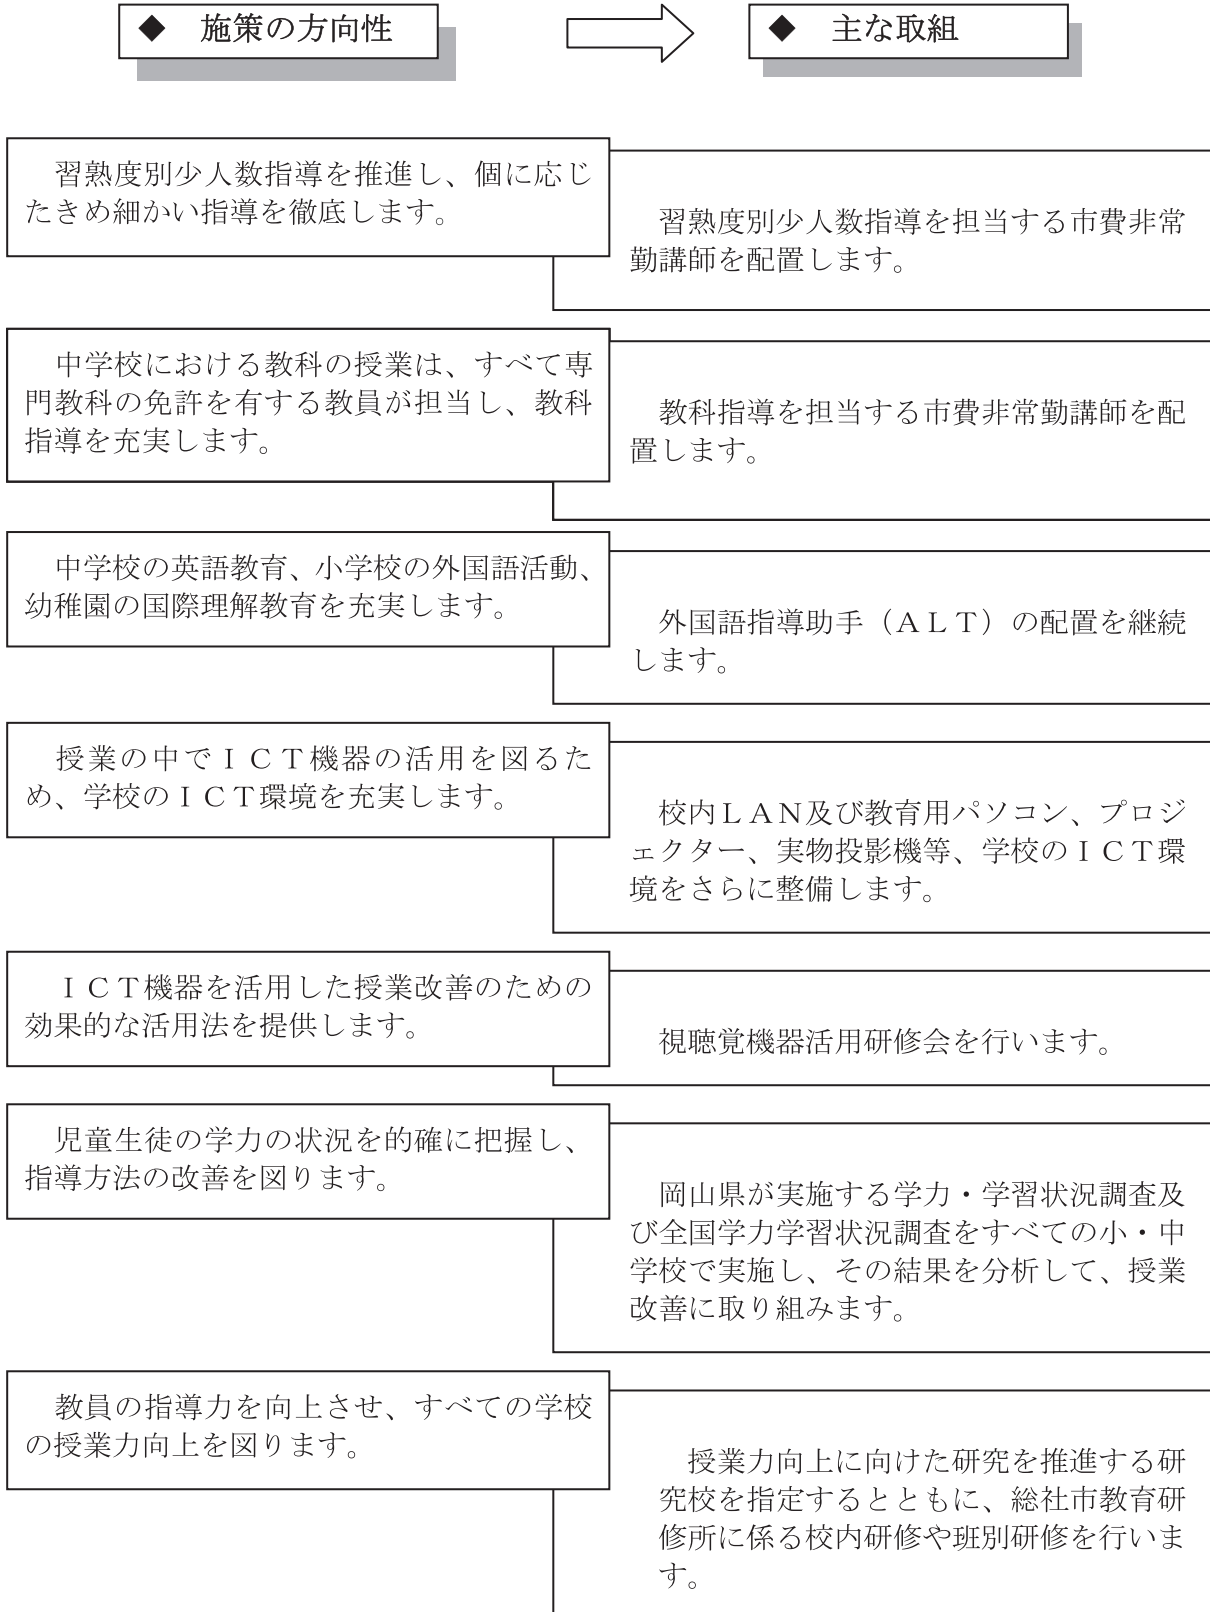 ◆　施策の方向性
◆　主な取組
習熟度別少人数指導を推進し、個に応じ
たきめ細かい指導を徹底します。
習熟度別少人数指導を担当する市費非常
勤講師を配置します。
中学校における教科の授業は、すべて専
門教科の免許を有する教員が担当し、教科
指導を充実します。
教科指導を担当する市費非常勤講師を配
置します。
中学校の英語教育、小学校の外国語活動、
幼稚園の国際理解教育を充実します。
外国語指導助手（ＡＬＴ）の配置を継続
します。
授業の中でＩＣＴ機器の活用を図るた
め、学校のＩＣＴ環境を充実します。
校内ＬＡＮ及び教育用パソコン、プロジ
ェクター、実物投影機等、学校のＩＣＴ環
境をさらに整備します。
ＩＣＴ機器を活用した授業改善のための
効果的な活用法を提供します。
視聴覚機器活用研修会を行います。
児童生徒の学力の状況を的確に把握し、
指導方法の改善を図ります。
岡山県が実施する学力・学習状況調査及
び全国学力学習状況調査をすべての小・中
学校で実施し、その結果を分析して、授業
改善に取り組みます。
教員の指導力を向上させ、すべての学校
の授業力向上を図ります。
授業力向上に向けた研究を推進する研
究校を指定するとともに、総社市教育研
修所に係る校内研修や班別研修を行いま
す。